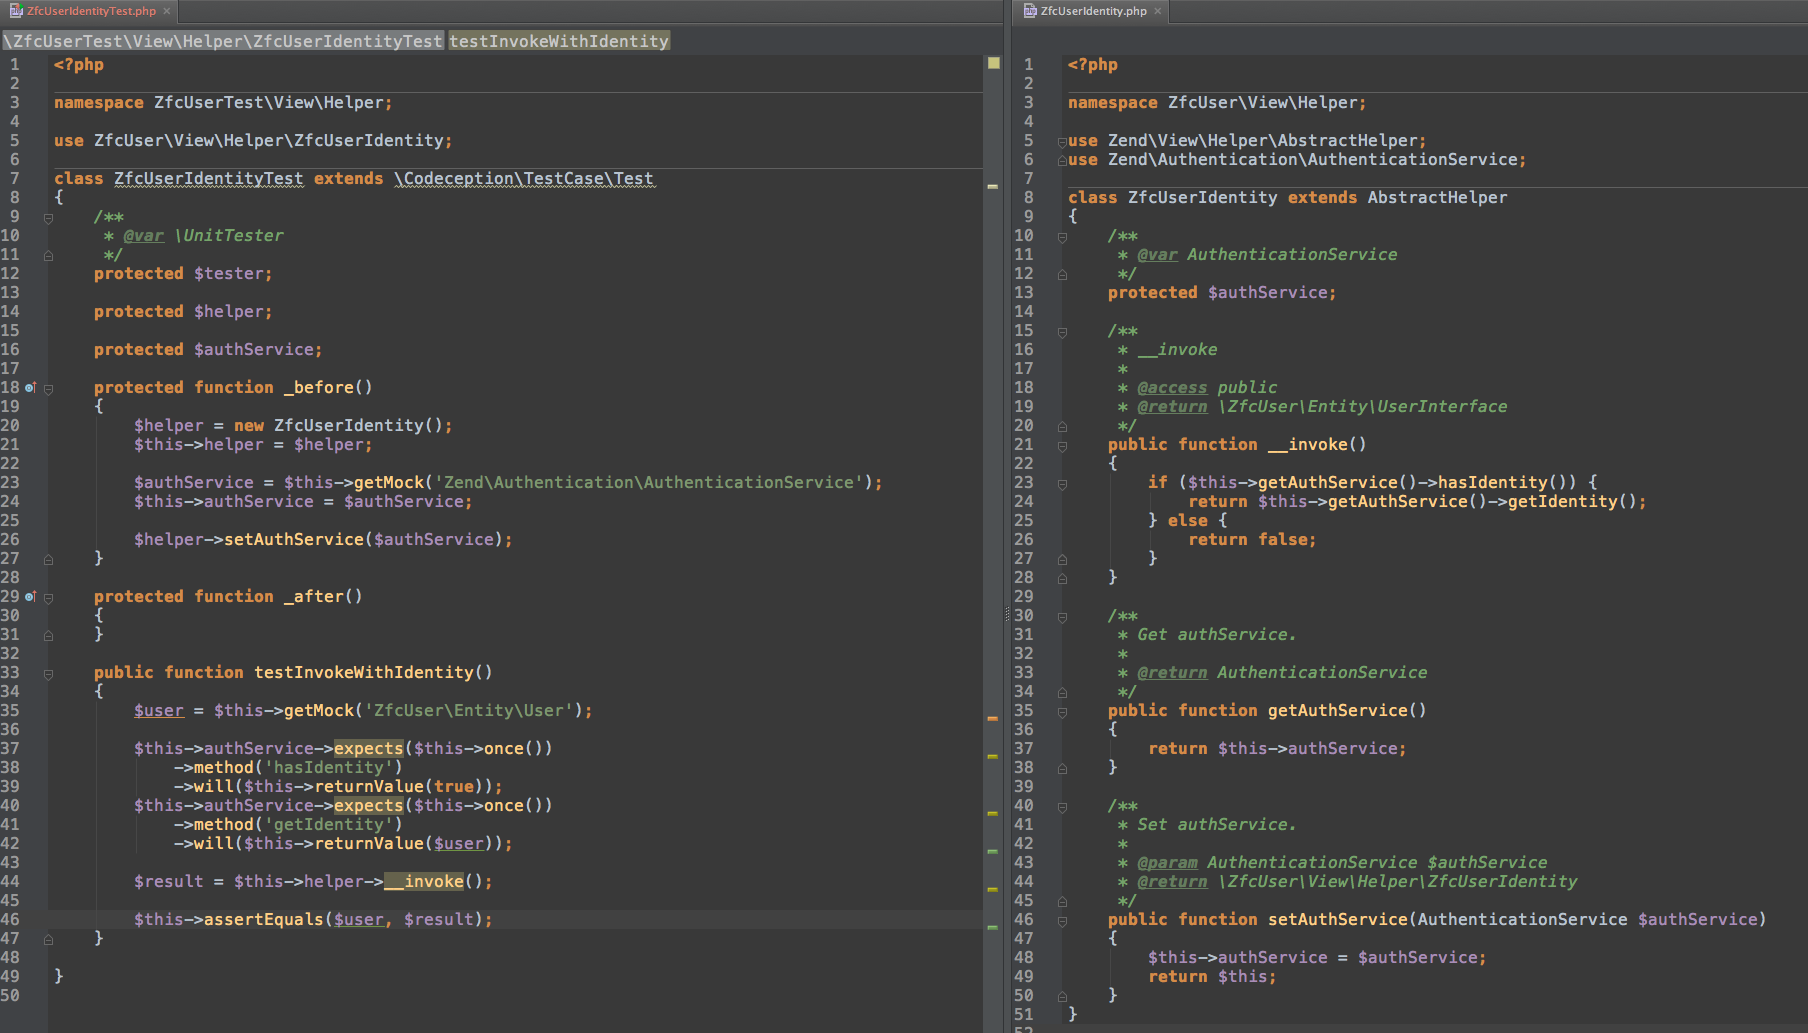 ZfcUserIdentityTest.php ×
\ZfcUserTest\View\Helper\ZfcUserIdentityTest testInvokeWithIdentity
1 <?php
2
3 namespace ZfcUserTest\View\Helper;
4
5 use ZfcUser\View\Helper\ZfcUserIdentity;
6
7 class ZfcUserIdentityTest extends \Codeception\TestCase\Test
8 {
9     /**
10      * @var \UnitTester
11      */
12     protected $tester;
13
14     protected $helper;
15
16     protected $authService;
17
18     protected function _before()
19     {
20         $helper = new ZfcUserIdentity();
21         $this->helper = $helper;
22
23         $authService = $this->getMock('Zend\Authentication\AuthenticationService');
24         $this->authService = $authService;
25
26         $helper->setAuthService($authService);
27     }
28
29     protected function _after()
30     {
31     }
32
33     public function testInvokeWithIdentity()
34     {
35         $user = $this->getMock('ZfcUser\Entity\User');
36
37         $this->authService->expects($this->once())
38             ->method('hasIdentity')
39             ->will($this->returnValue(true));
40         $this->authService->expects($this->once())
41             ->method('getIdentity')
42             ->will($this->returnValue($user));
43
44         $result = $this->helper->__invoke();
45
46         $this->assertEquals($user, $result);
47     }
48
49 }
50
ZfcUserIdentity.php ×
1 <?php
2
3 namespace ZfcUser\View\Helper;
4
5 use Zend\View\Helper\AbstractHelper;
6 use Zend\Authentication\AuthenticationService;
7
8 class ZfcUserIdentity extends AbstractHelper
9 {
10     /**
11      * @var AuthenticationService
12      */
13     protected $authService;
14
15     /**
16      * __invoke
17      *
18      * @access public
19      * @return \ZfcUser\Entity\UserInterface
20      */
21     public function __invoke()
22     {
23         if ($this->getAuthService()->hasIdentity()) {
24             return $this->getAuthService()->getIdentity();
25         } else {
26             return false;
27         }
28     }
29
30     /**
31      * Get authService.
32      *
33      * @return AuthenticationService
34      */
35     public function getAuthService()
36     {
37         return $this->authService;
38     }
39
40     /**
41      * Set authService.
42      *
43      * @param AuthenticationService $authService
44      * @return \ZfcUser\View\Helper\ZfcUserIdentity
45      */
46     public function setAuthService(AuthenticationService $authService)
47     {
48         $this->authService = $authService;
49         return $this;
50     }
51 }
52